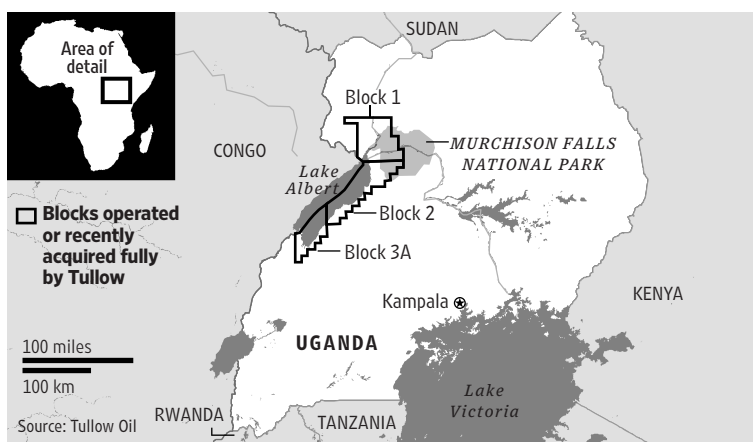 Area of
detail
SUDAN
Block 1
CONGO
MURCHISON FALLS
NATIONAL PARK
Lake
Albert
Blocks operated
or recently
acquired fully
by Tullow
Block 2
Block 3A
KENYA
Kampala
UGANDA
100 miles
100 km
Lake
Victoria
RWANDA
TANZANIA
Source: Tullow Oil